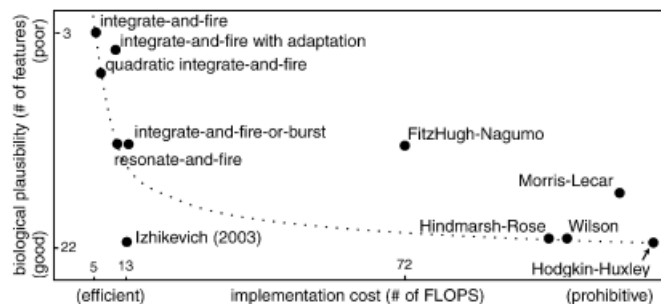 integrate-and-fire
3
integrate-and-fire with adaptation
quadratic integrate-and-fire
integrate-and-fire-or-burst
FitzHugh-Nagumo
resonate-and-fire
Morris-Lecar
Izhikevich (2003)
Hindmarsh-Rose
Wilson
22
Hodgkin-Huxley
5
13
72
(efficient)
implementation cost (# of FLOPS)
(prohibitive)
biological plausibility (# of features)
(good)
(poor)